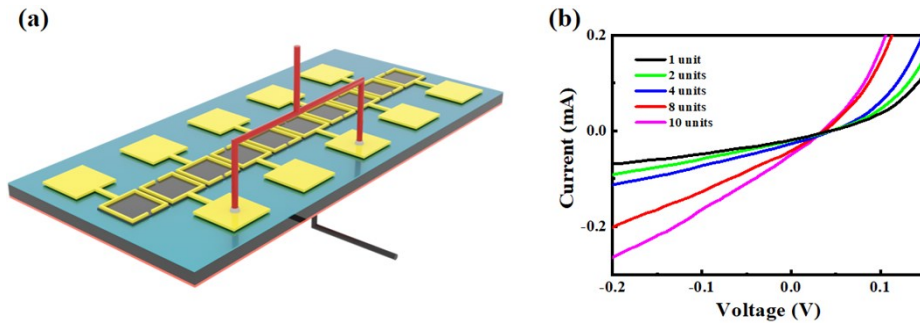 (a)
(b)
0.2
0.0
-0.2
Current (mA)
1 unit
2 units
4 units
8 units
10 units
-0.2
-0.1
0.0
0.1
Voltage (V)